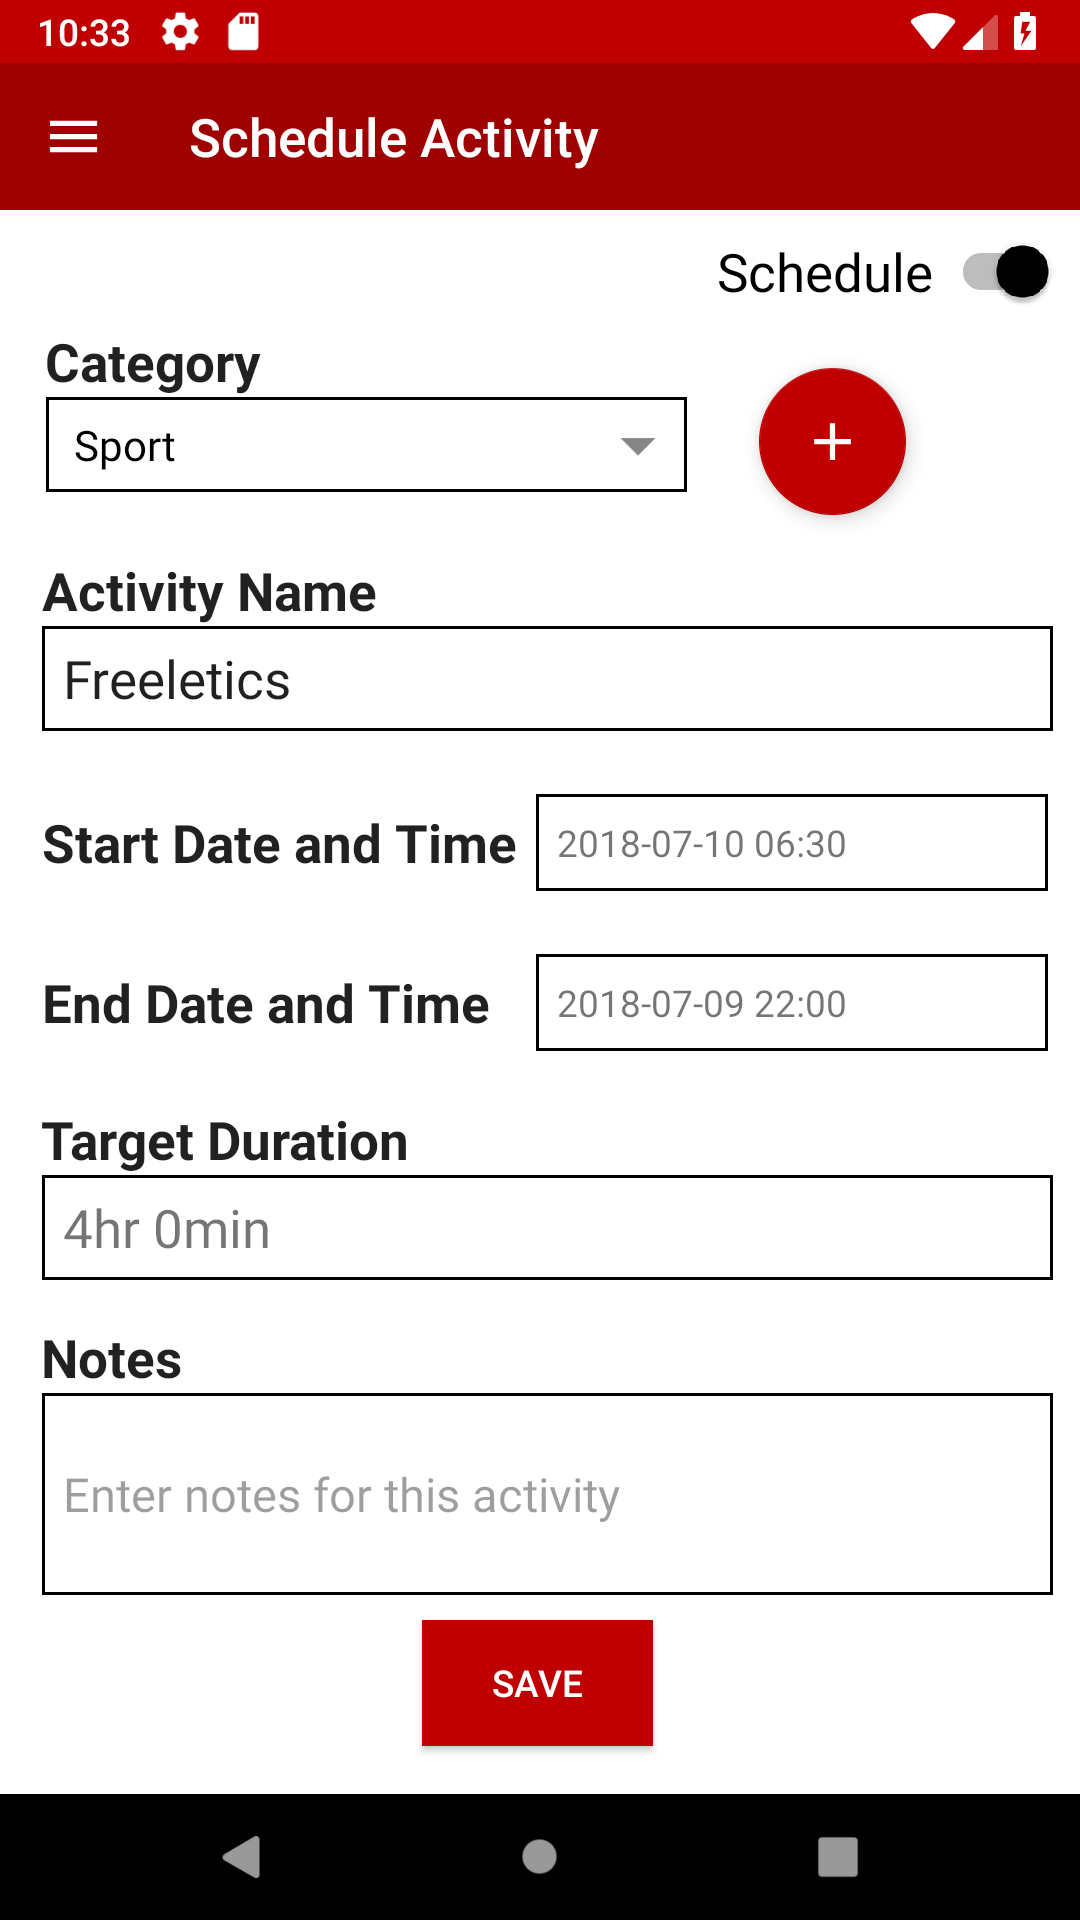 10:33
Schedule Activity
Schedule
Category
Sport
Activity Name
Freeletics
Start Date and Time
2018-07-10 06:30
End Date and Time
2018-07-09 22:00
Target Duration
4hr 0min
Notes
Enter notes for this activity
SAVE